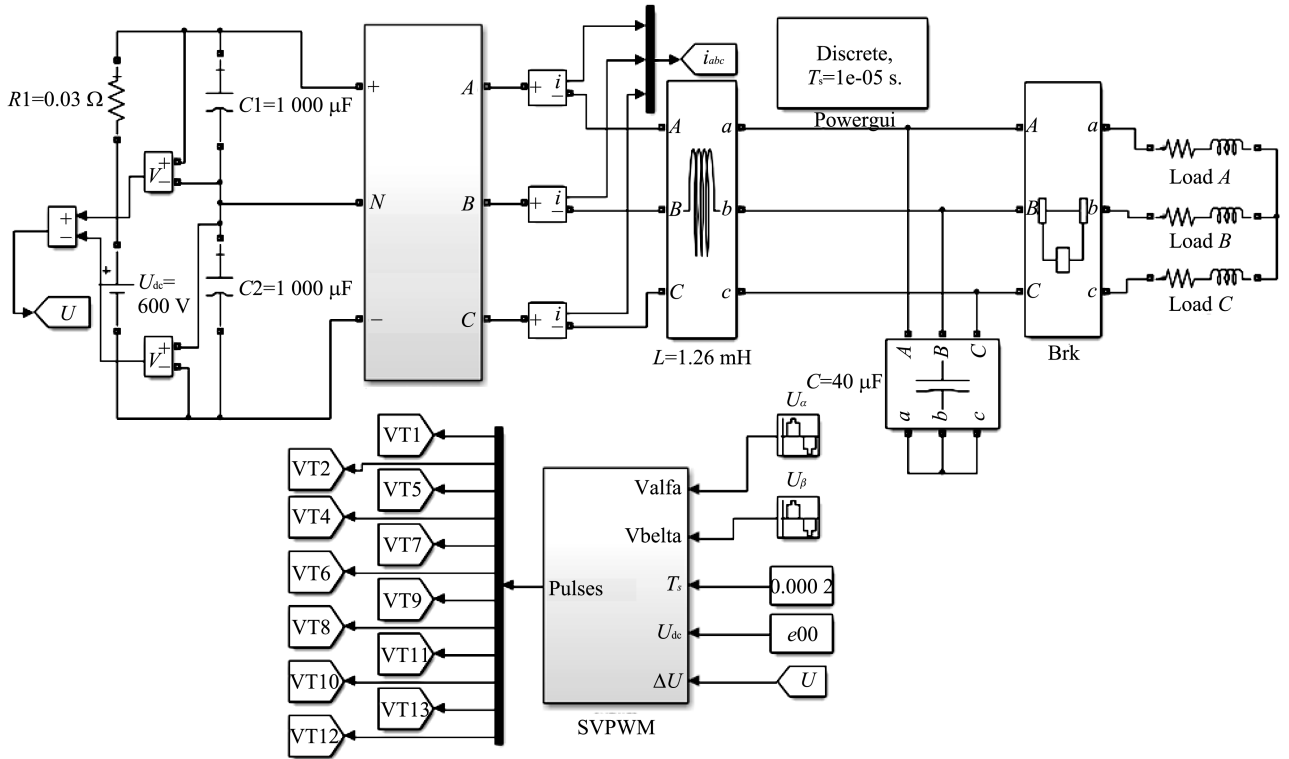 R1=0.03 Ω
C1=1 000 μF
V
+
−
+
−
Udc=
600 V
+
C2=1 000 μF
V
+
−
U
+
N
−
A
B
C
+
i
−
+
i
−
+
i
−
iabc
A
B
C
a
b
c
L=1.26 mH
Discrete,
Ts=1e-05 s.
Powergui
A
B
C
a
b
c
Brk
Load A
Load B
Load C
C=40 μF
A
B
C
a
b
c
VT1
VT2
VT5
VT4
VT7
VT6
VT9
VT8
VT11
VT10
VT13
VT12
Pulses
Valfa
Vbelta
Ts
Udc
ΔU
SVPWM
Uα
Uβ
0.000 2
e00
U